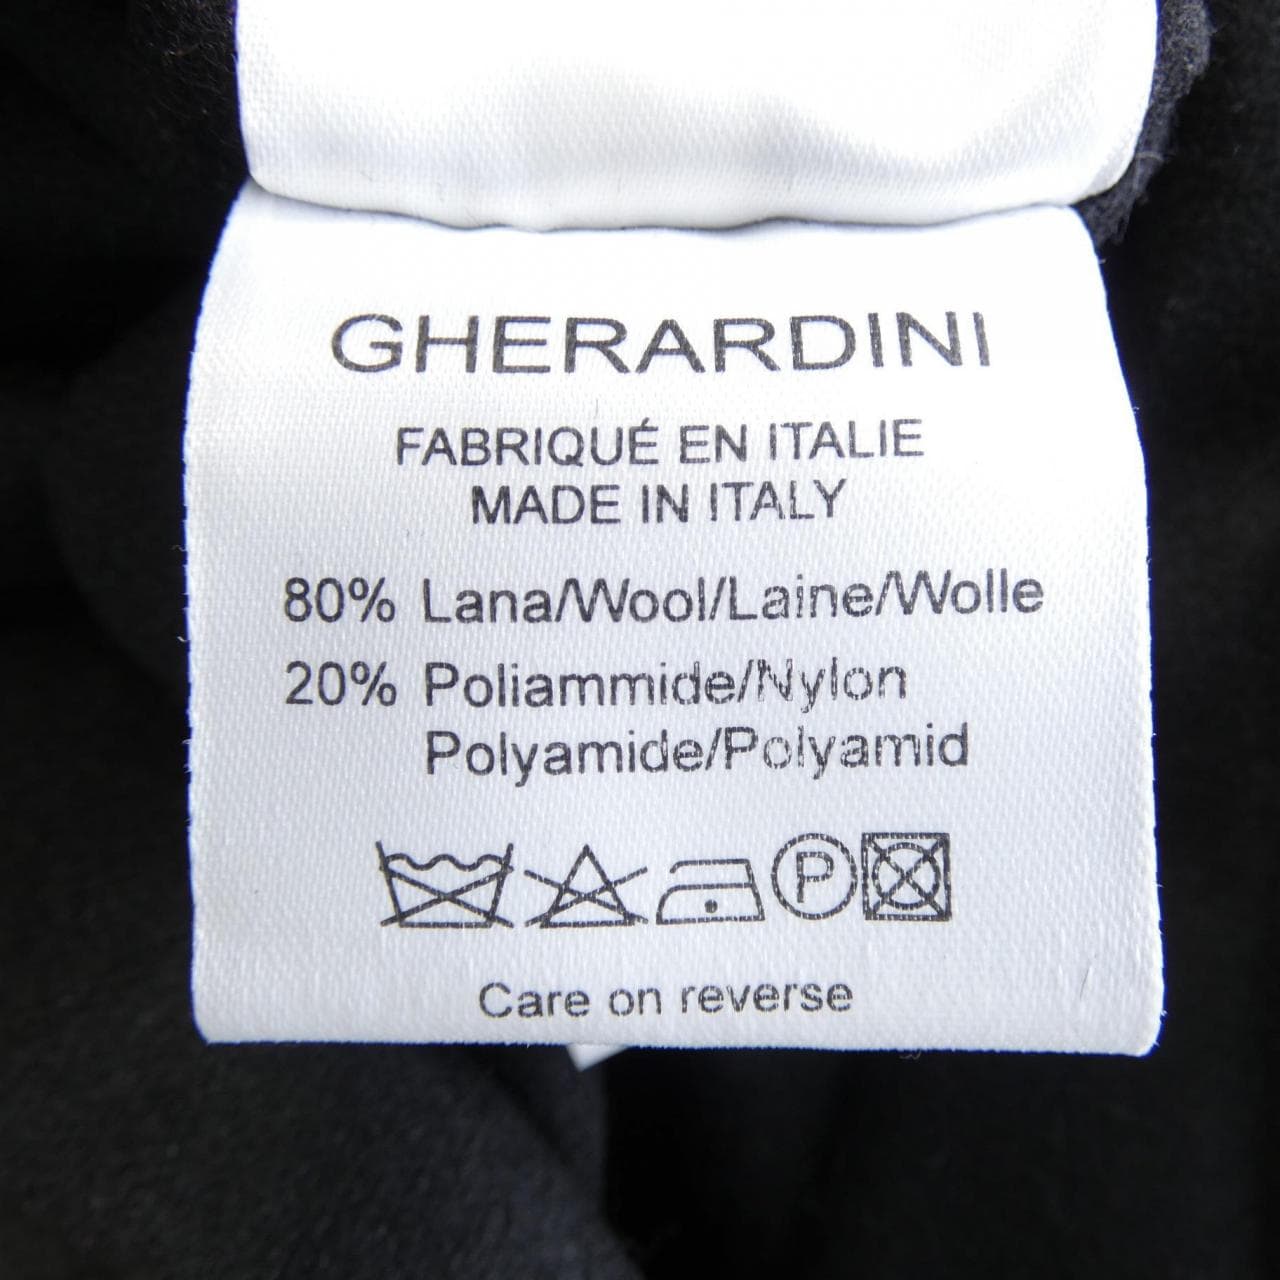 GHERARDINI
FABRIQUÉ EN ITALIE
MADE IN ITALY
80% Lana/Wool/Laine/Wolle
20% Poliammide/Nylon
Polyamide/Polyamid
P
Care on reverse